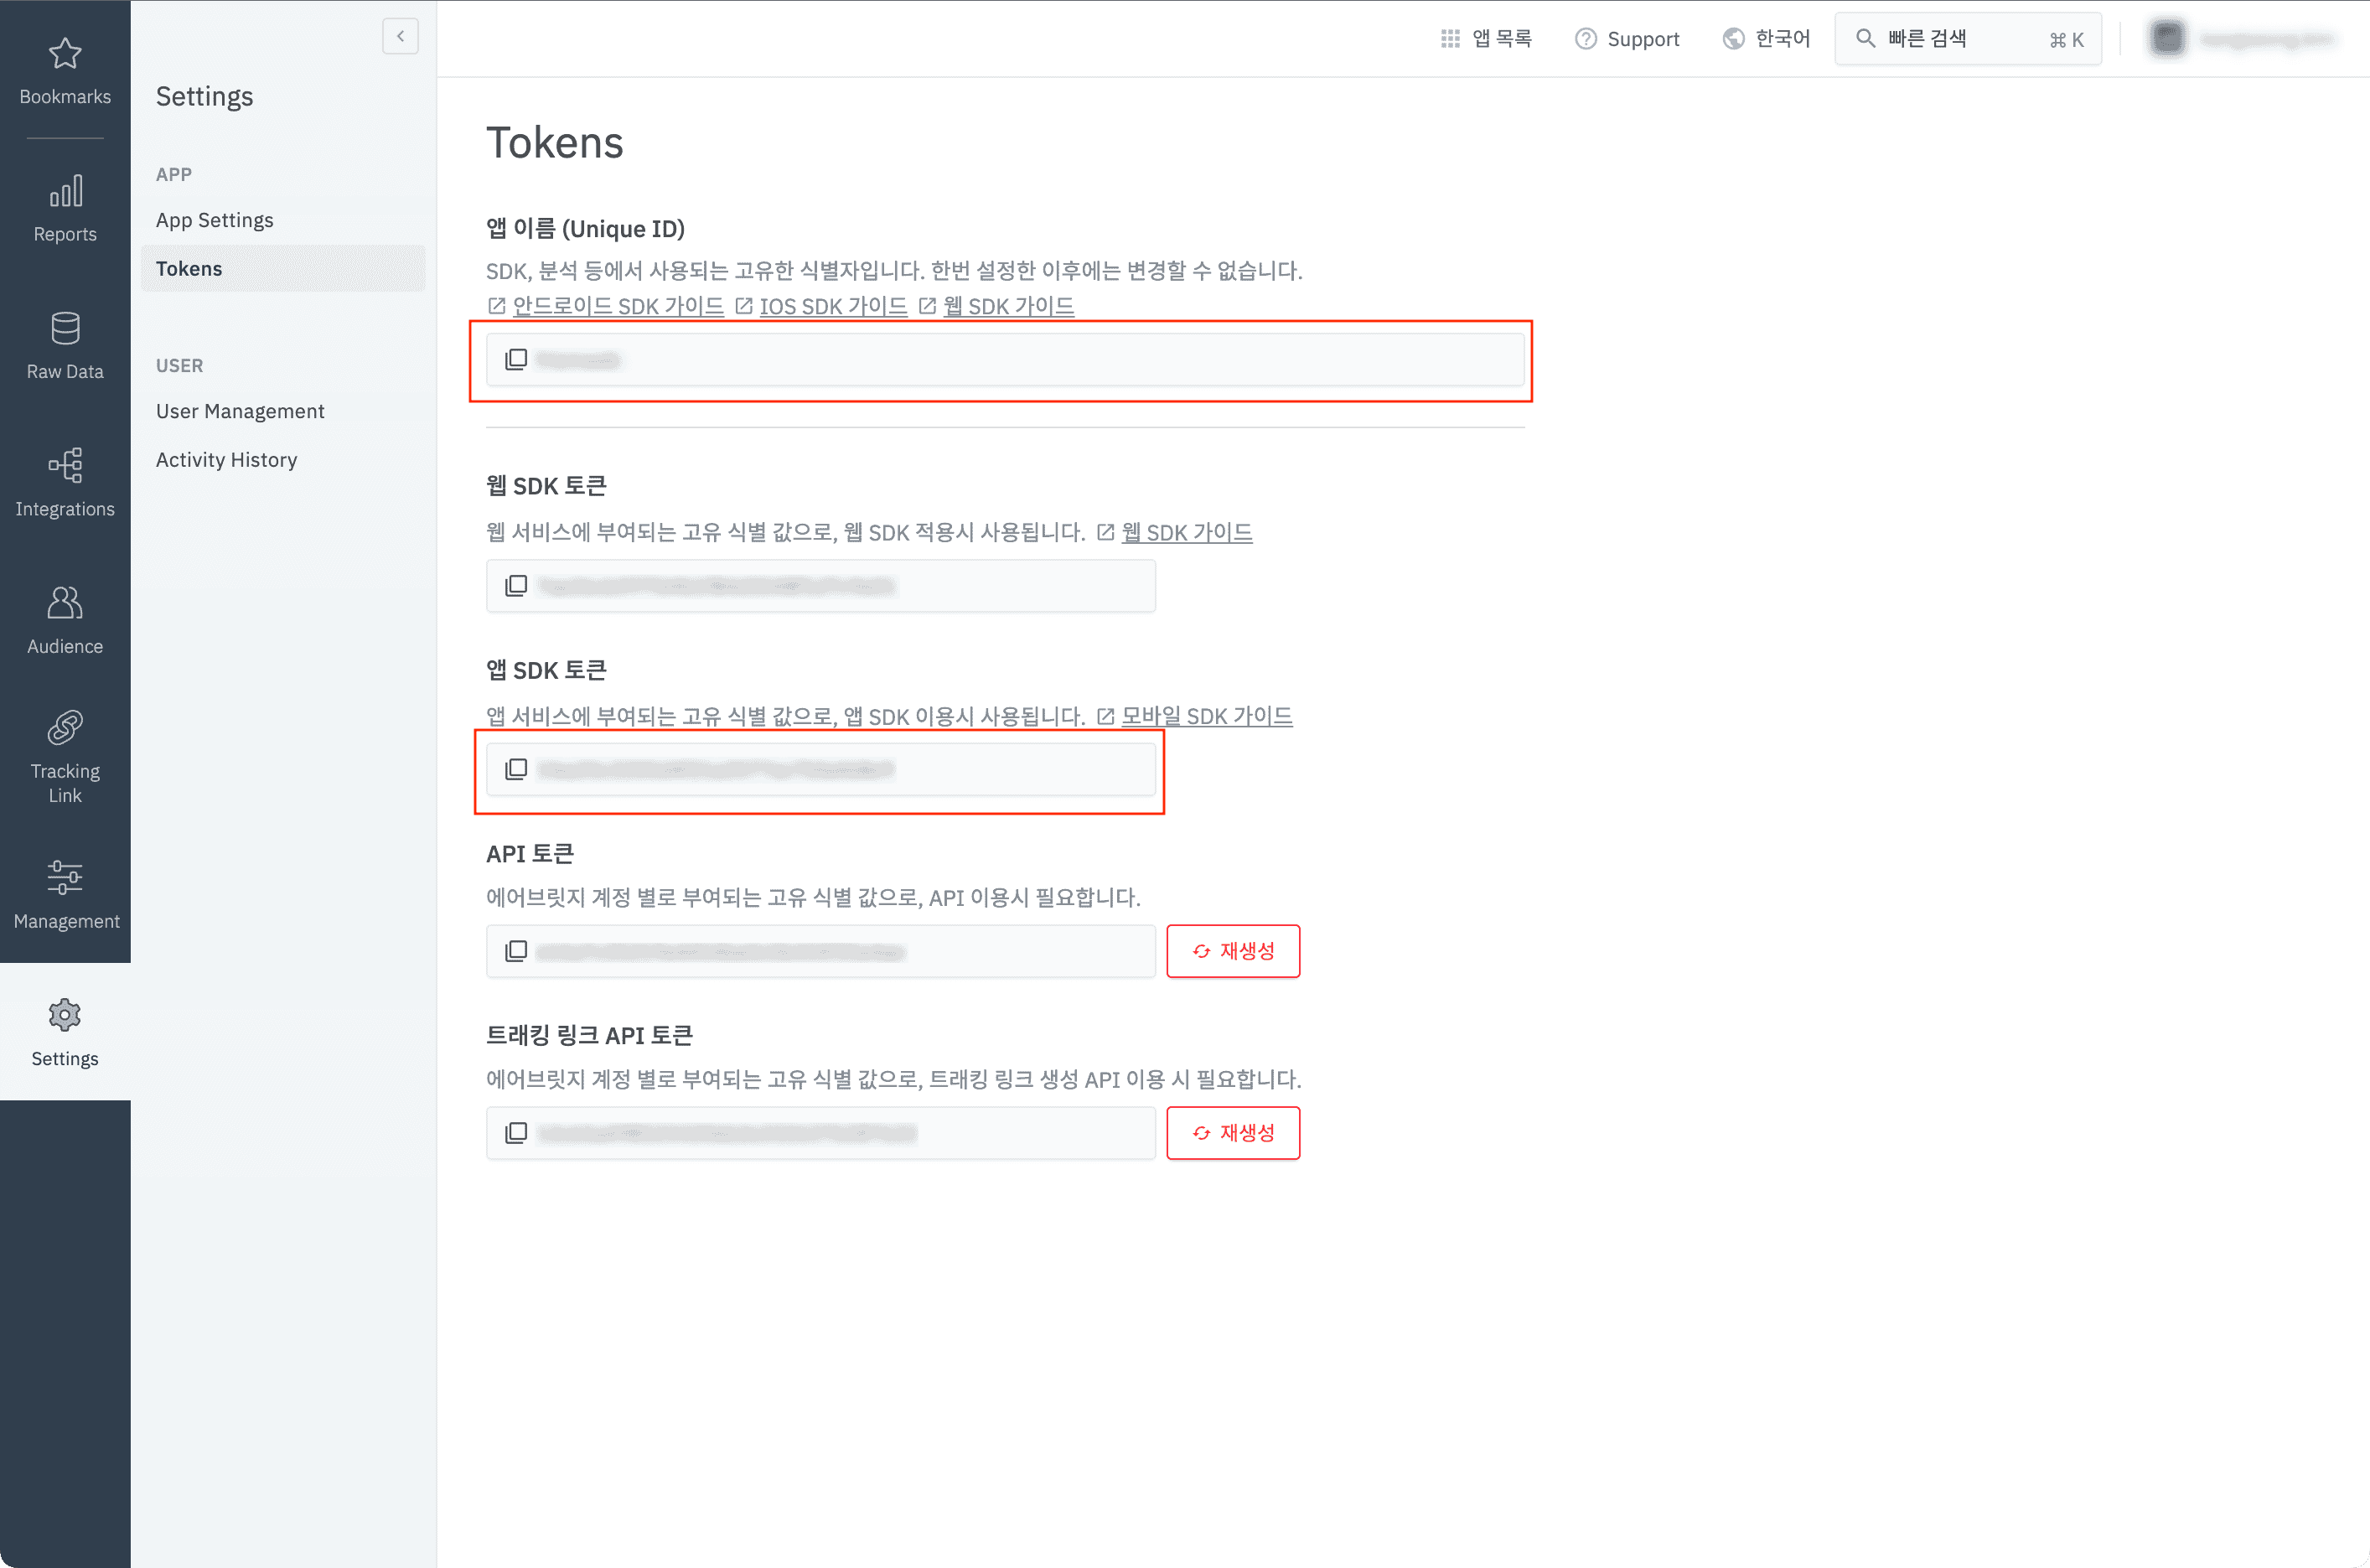 Bookmarks
Reports
Raw Data
Integrations
Audience
Tracking
Link
Management
Settings
Settings
APP
App Settings
Tokens
USER
User Management
Activity History
앱 목록
Support
한국어
빠른 검색
⌘ K
Tokens
앱 이름 (Unique ID)
SDK, 분석 등에서 사용되는 고유한 식별자입니다. 한번 설정한 이후에는 변경할 수 없습니다.
안드로이드 SDK 가이드 IOS SDK 가이드 웹 SDK 가이드
웹 SDK 토큰
웹 서비스에 부여되는 고유 식별 값으로, 웹 SDK 적용시 사용됩니다. 웹 SDK 가이드
앱 SDK 토큰
앱 서비스에 부여되는 고유 식별 값으로, 앱 SDK 이용시 사용됩니다. 모바일 SDK 가이드
API 토큰
에어브릿지 계정 별로 부여되는 고유 식별 값으로, API 이용시 필요합니다.
재생성
트래킹 링크 API 토큰
에어브릿지 계정 별로 부여되는 고유 식별 값으로, 트래킹 링크 생성 API 이용 시 필요합니다.
재생성